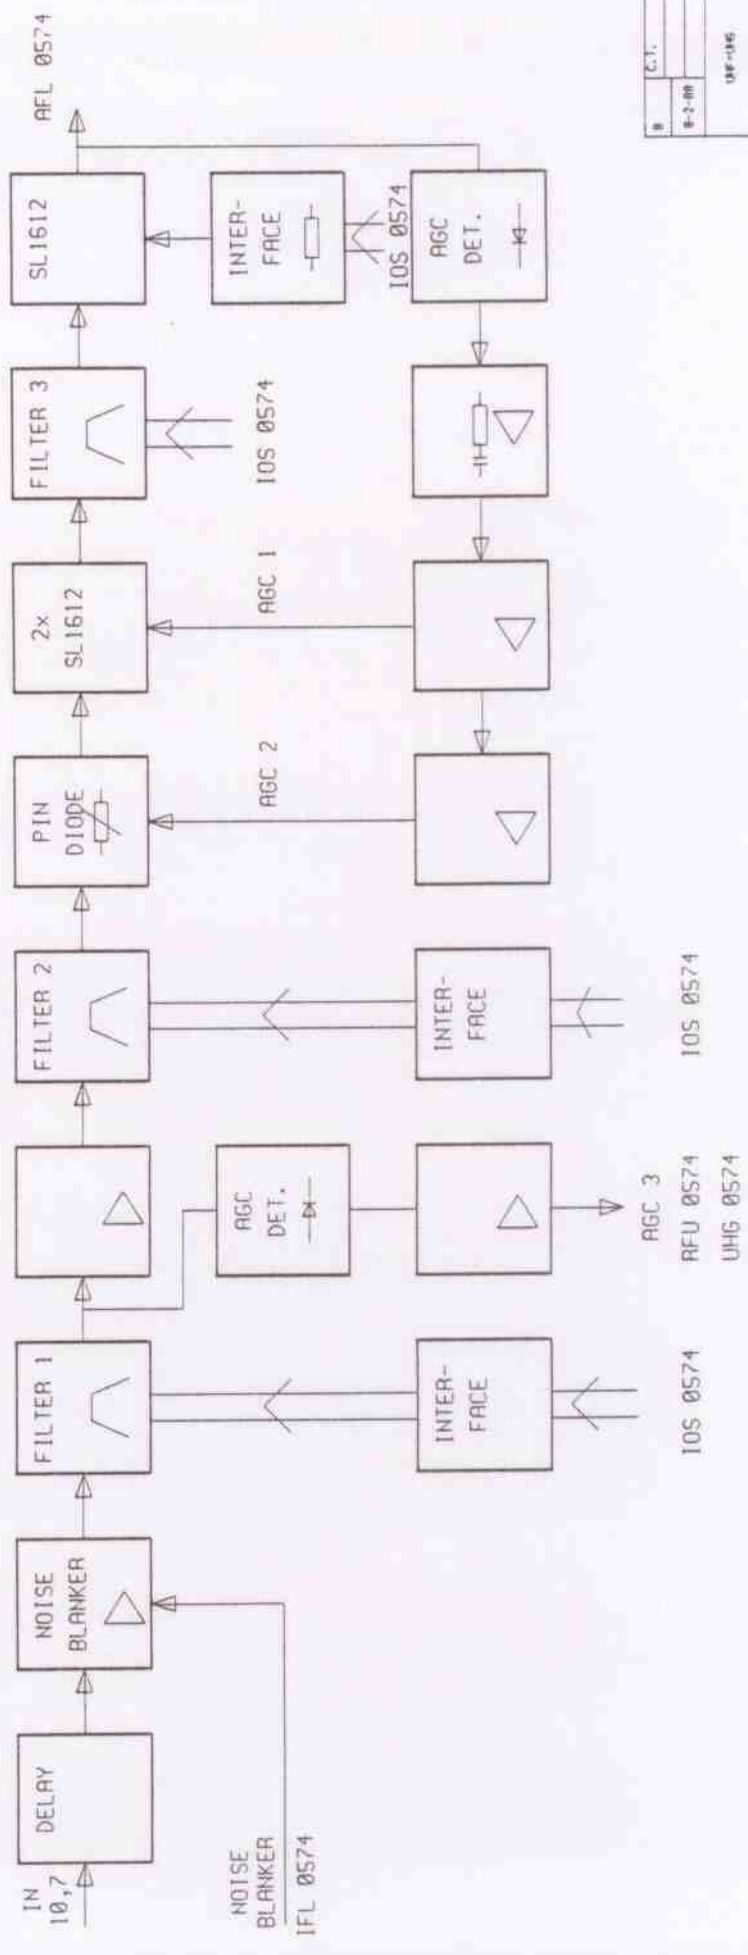 IN
10,7
DELAY
NOISE
BLANKER
FILTER 1
FILTER 2
PIN
DIODE
2x
SL1612
FILTER 3
SL1612
AFL 0574
NOISE
BLANKER
IFL 0574
AGC
DET.
AGC 2
AGC 1
IOS 0574
INTER-
FACE
IOS 0574
INTER-
FACE
INTER-
FACE
AGC
DET.
IOS 0574
AGC 3
RFU 0574
UHG 0574
IOS 0574
C.T.